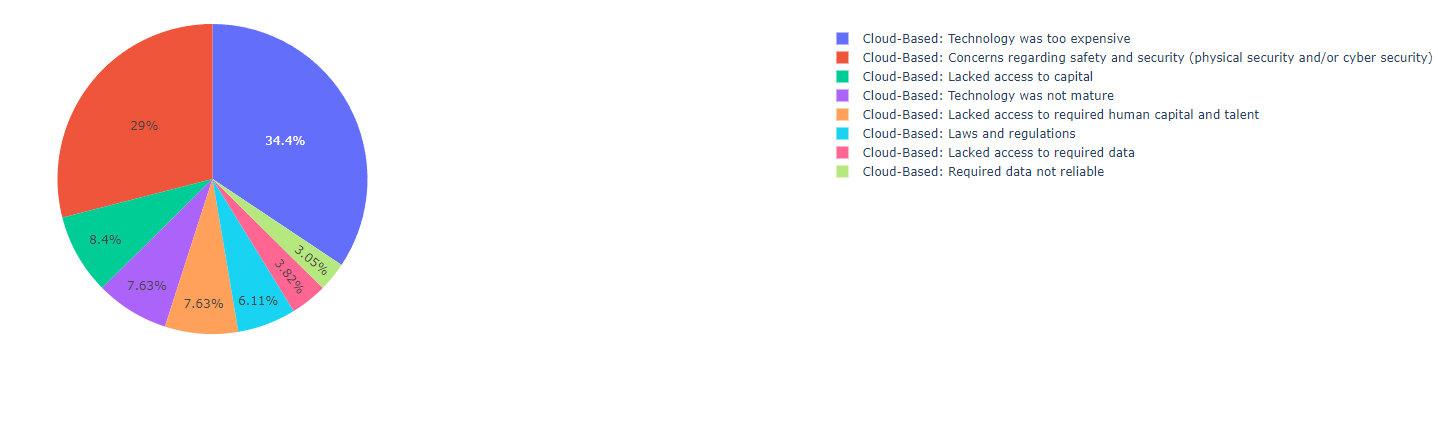 29%
34.4%
8.4%
7.63%
7.63%
6.11%
3.82%
3.05%
Cloud-Based: Technology was too expensive
Cloud-Based: Concerns regarding safety and security (physical security and/or cyber security)
Cloud-Based: Lacked access to capital
Cloud-Based: Technology was not mature
Cloud-Based: Lacked access to required human capital and talent
Cloud-Based: Laws and regulations
Cloud-Based: Lacked access to required data
Cloud-Based: Required data not reliable